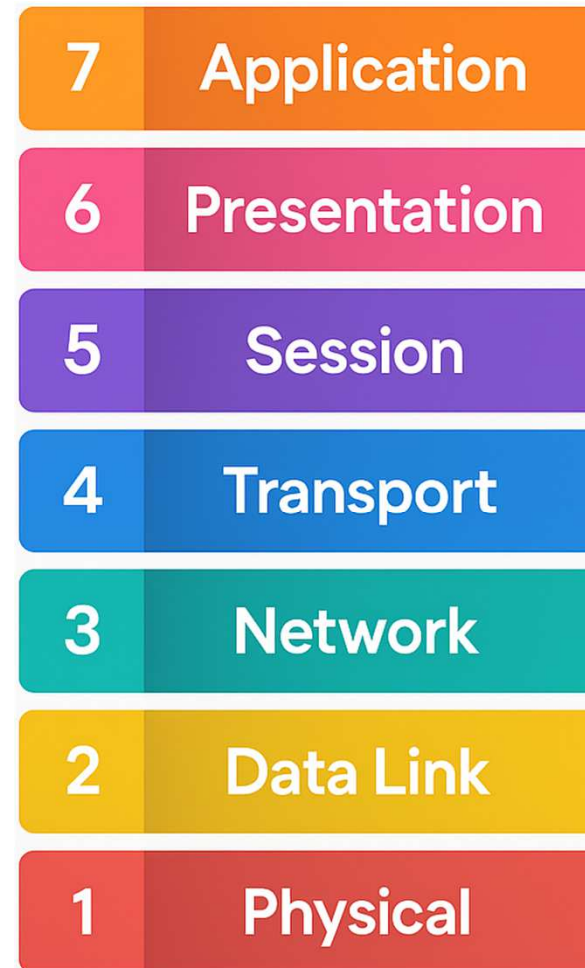 7 Application
6 Presentation
5 Session
4 Transport
3 Network
2 Data Link
1 Physical